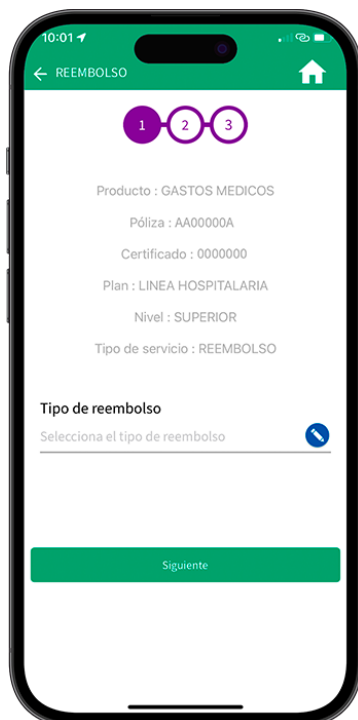 10:01
REEMBOLSO
1 2 3
Producto : GASTOS MEDICOS
Póliza : AA00000A
Certificado : 0000000
Plan : LINEA HOSPITALARIA
Nivel : SUPERIOR
Tipo de servicio : REEMBOLSO
Tipo de reembolso
Selecciona el tipo de reembolso
Siguiente